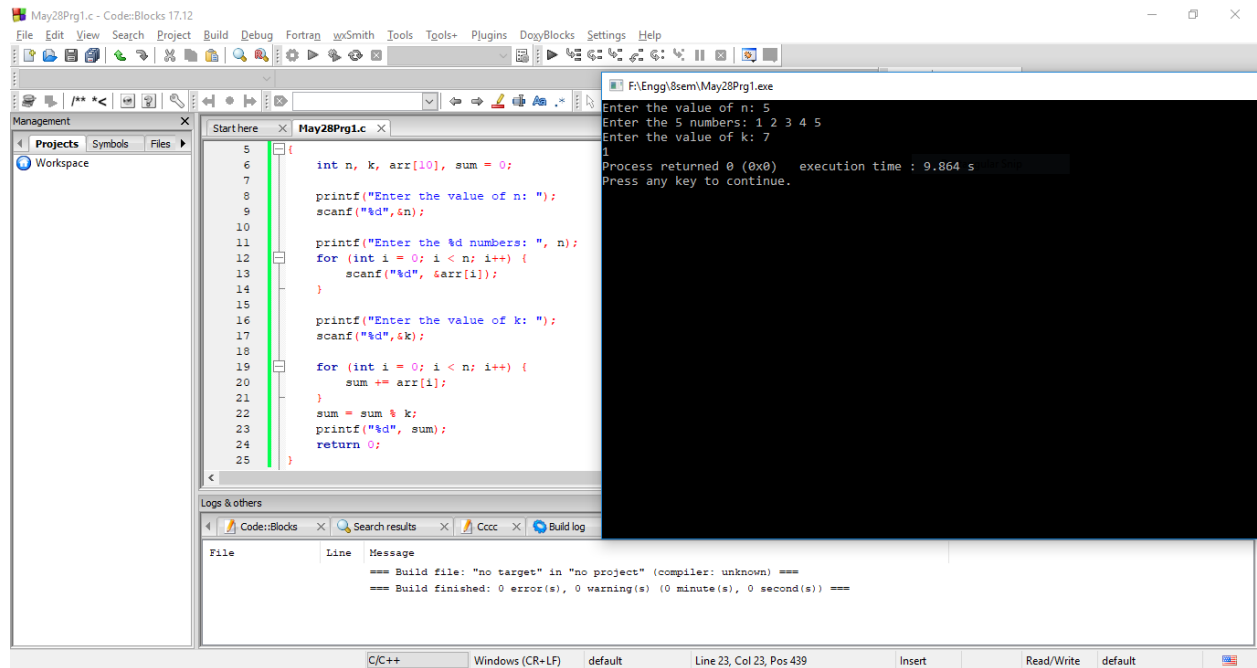 May28Prg1.c - Code::Blocks 17.12
File Edit View Search Project Build Debug Fortran wxSmith Tools Tools+ Plugins DoxyBlocks Settings Help
/** *<
Management
Projects Symbols Files
Workspace
Start here May28Prg1.c
5 {
6 int n, k, arr[10], sum = 0;
7
8 printf("Enter the value of n: ");
9 scanf("%d",&n);
10
11 printf("Enter the %d numbers: ", n);
12 for (int i = 0; i < n; i++) {
13 scanf("%d", &arr[i]);
14 }
15
16 printf("Enter the value of k: ");
17 scanf("%d",&k);
18
19 for (int i = 0; i < n; i++) {
20 sum += arr[i];
21 }
22 sum = sum % k;
23 printf("%d", sum);
24 return 0;
25 }
F:\Engg\8sem\May28Prg1.exe
Enter the value of n: 5
Enter the 5 numbers: 1 2 3 4 5
Enter the value of k: 7
1
Process returned 0 (0x0) execution time : 9.864 s
Press any key to continue.
Logs & others
Code::Blocks Search results Cccc Build log
File Line Message
=== Build file: "no target" in "no project" (compiler: unknown) ===
=== Build finished: 0 error(s), 0 warning(s) (0 minute(s), 0 second(s)) ===
C/C++ Windows (CR+LF) default Line 23, Col 23, Pos 439 Insert Read/Write default